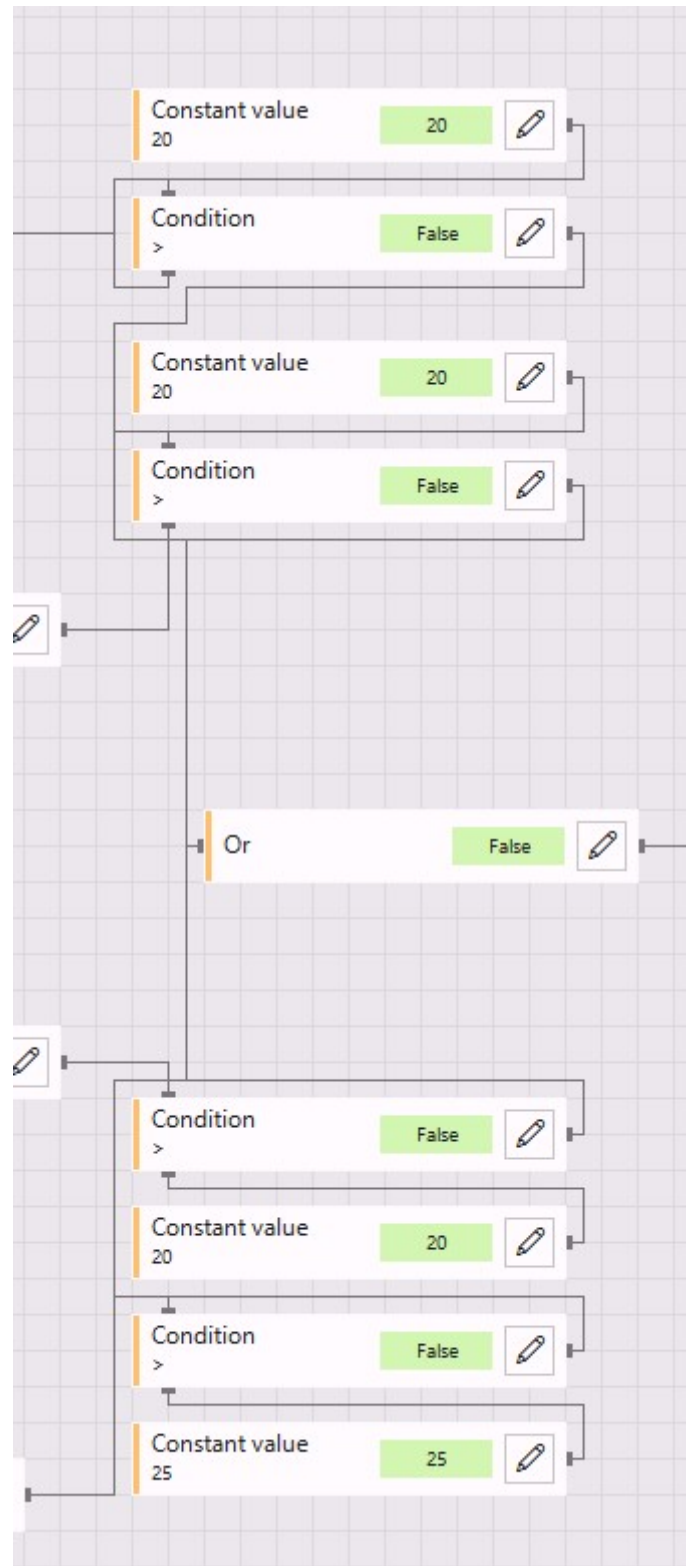 Constant value
20
20
Condition
>
False
Constant value
20
20
Condition
>
False
Or
False
Condition
>
False
Constant value
20
20
Condition
>
False
Constant value
25
25